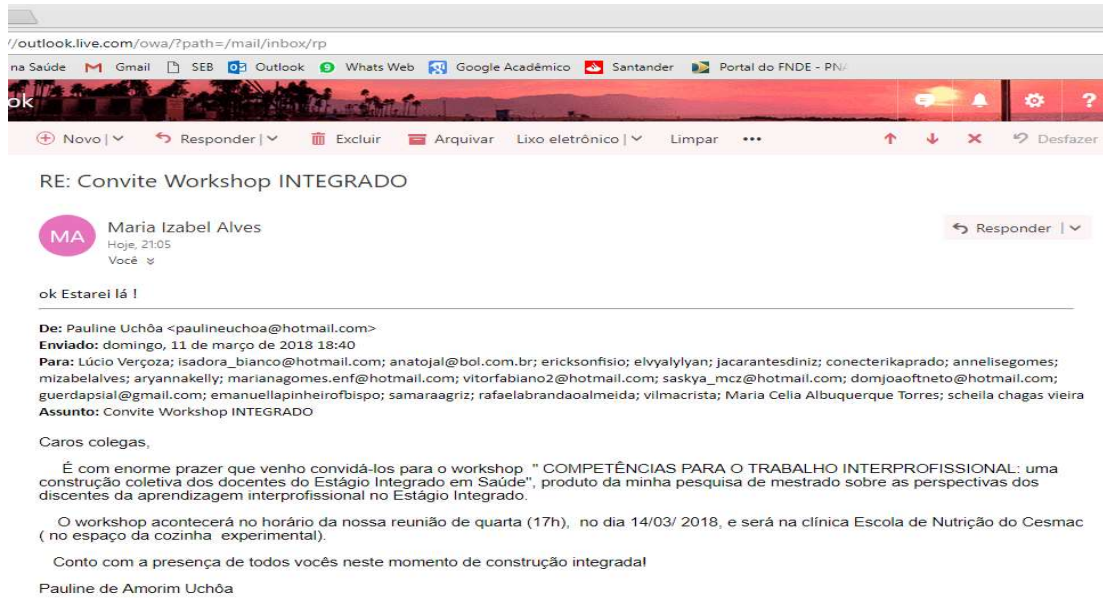 //outlook.live.com/owa/?path=/mail/inbox/rp
na Saúde Gmail SEB Outlook Whats Web Google Acadêmico Santander Portal do FNDE - PNA
ok ?
Novo Responder Excluir Arquivar Lixo eletrônico Limpar ••• Desfazer
RE: Convite Workshop INTEGRADO
MA Maria Izabel Alves Responder
Hoje, 21:05
Você
ok Estarei lá !
De: Pauline Uchôa <paulineuchoa@hotmail.com>
Enviado: domingo, 11 de março de 2018 18:40
Para: Lúcio Verçoza; isadora_bianco@hotmail.com; anatojal@bol.com.br; ericksonfisio; elvyalylyan; jacarantesdiniz; conecterikaprado; annelisegomes;
mizabelalves; aryannakelly; marianagomes.enf@hotmail.com; vitorfabiano2@hotmail.com; saskya_mcz@hotmail.com; domjoaoftneto@hotmail.com;
guerdapsial@gmail.com; emanuellapinheirofbispo; samaraagriz; rafaelabrandaoalmeida; vilmacrista; Maria Celia Albuquerque Torres; scheila chagas vieira
Assunto: Convite Workshop INTEGRADO
Caros colegas,
É com enorme prazer que venho convidá-los para o workshop " COMPETÊNCIAS PARA O TRABALHO INTERPROFISSIONAL: uma
construção coletiva dos docentes do Estágio Integrado em Saúde", produto da minha pesquisa de mestrado sobre as perspectivas dos
discentes da aprendizagem interprofissional no Estágio Integrado.
O workshop acontecerá no horário da nossa reunião de quarta (17h), no dia 14/03/ 2018, e será na clínica Escola de Nutrição do Cesmac
( no espaço da cozinha experimental).
Conto com a presença de todos vocês neste momento de construção integrada!
Pauline de Amorim Uchôa